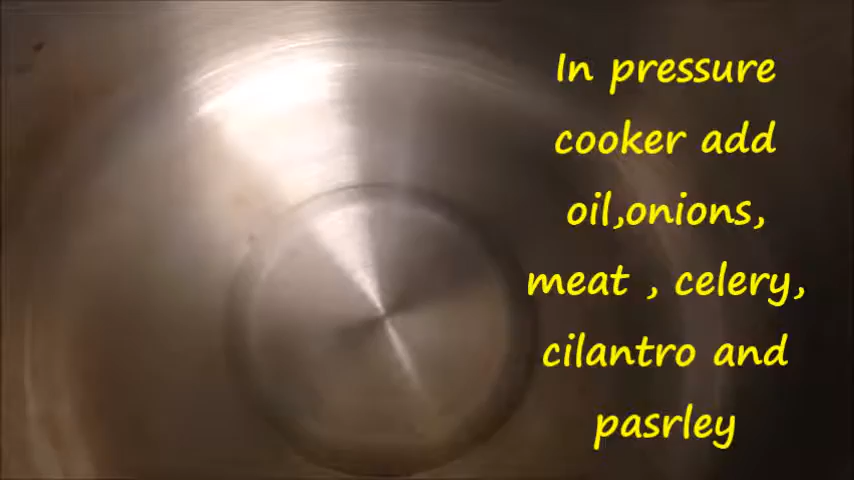 In pressure
cooker add
oil,onions,
meat , celery,
cilantro and
pasrley